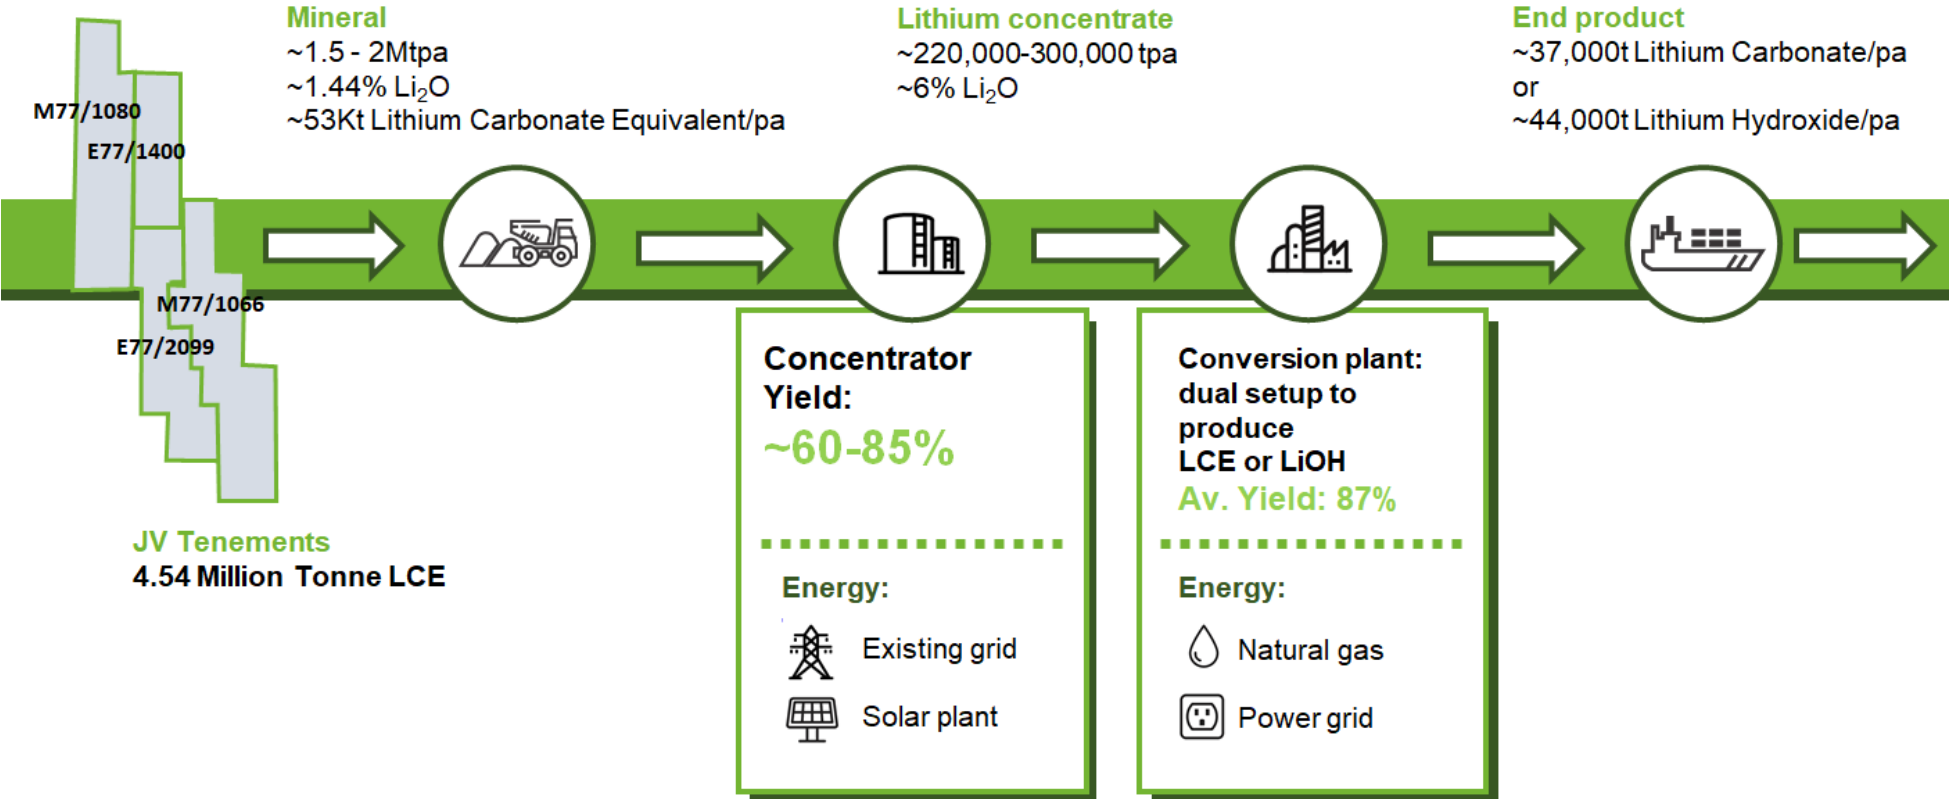 Mineral
~1.5 - 2Mtpa
~1.44% Li₂O
~53Kt Lithium Carbonate Equivalent/pa
Lithium concentrate
~220,000-300,000 tpa
~6% Li₂O
End product
~37,000t Lithium Carbonate/pa
or
~44,000t Lithium Hydroxide/pa
M77/1080
E77/1400
M77/1066
E77/2099
JV Tenements
4.54 Million Tonne LCE
Concentrator
Yield:
~60-85%
Energy:
Existing grid
Solar plant
Conversion plant:
dual setup to
produce
LCE or LiOH
Av. Yield: 87%
Energy:
Natural gas
Power grid